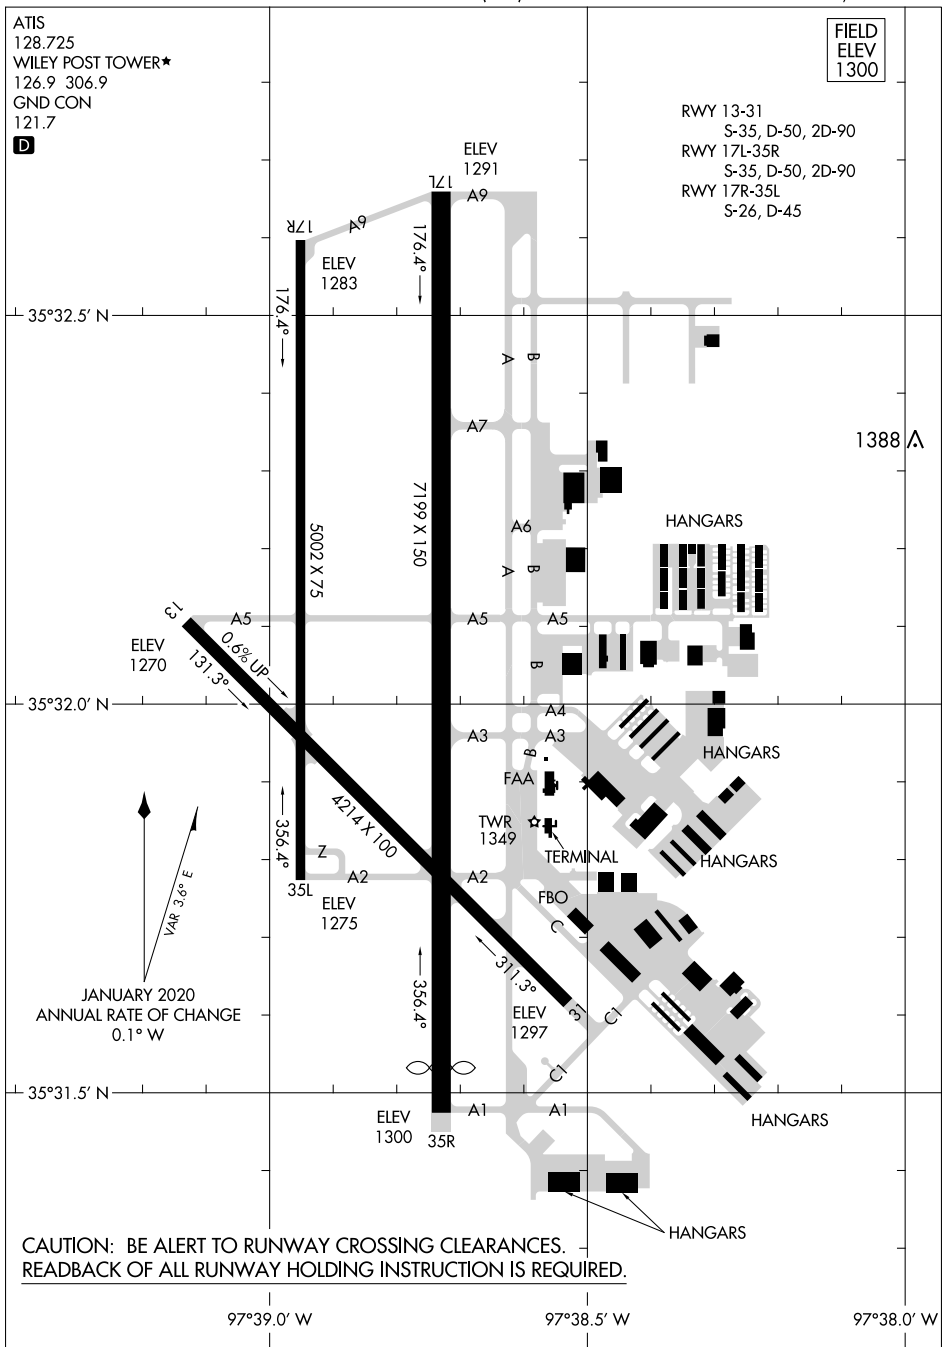 ATIS
128.725
WILEY POST TOWER★
126.9 306.9
GND CON
121.7
D
FIELD
ELEV
1300
RWY 13-31
S-35, D-50, 2D-90
RWY 17L-35R
S-35, D-50, 2D-90
RWY 17R-35L
S-26, D-45
ELEV
1291
17L
A9
A9
17R
ELEV
1283
176.4°
176.4°
35°32.5' N
A
B
A7
1388
5002 X 75
7199 X 150
A6
HANGARS
A
B
13
A5
A5
A5
ELEV
1270
0.6% UP
131.3°
B
35°32.0' N
A4
A3
A3
B
HANGARS
FAA
4214 X 100
TWR
1349
TERMINAL
HANGARS
356.4°
Z
A2
A2
35L
ELEV
1275
FBO
C
VAR 3.6° E
JANUARY 2020
ANNUAL RATE OF CHANGE
0.1° W
356.4°
311.3°
31
ELEV
1297
C1
C1
35°31.5' N
A1
A1
ELEV
1300
35R
HANGARS
HANGARS
CAUTION: BE ALERT TO RUNWAY CROSSING CLEARANCES.
READBACK OF ALL RUNWAY HOLDING INSTRUCTION IS REQUIRED.
97°39.0' W
97°38.5' W
97°38.0' W